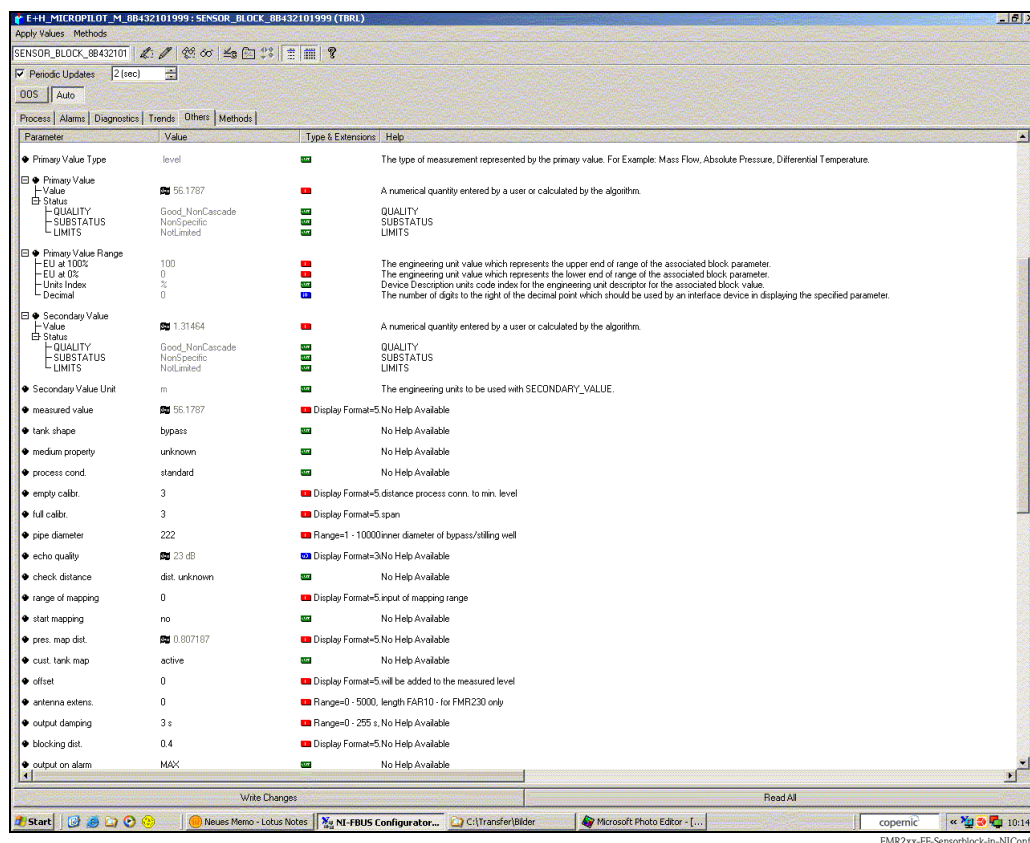 E+H_MICROPILOT_M_8B432101999 : SENSOR_BLOCK_8B432101999 (TBRL)
Apply Values Methods
SENSOR_BLOCK_8B432101
Periodic Updates 2 (sec)
OOS Auto
Process Alarms Diagnostics Trends Others Methods
Parameter Value Type & Extensions Help
Primary Value Type level The type of measurement represented by the primary value. For Example: Mass Flow, Absolute Pressure, Differential Temperature.
Primary Value
Value 56.1787 A numerical quantity entered by a user or calculated by the algorithm.
Status
QUALITY Good_NonCascade QUALITY
SUBSTATUS NonSpecific SUBSTATUS
LIMITS NotLimited LIMITS
Primary Value Range
EU at 100% 100 The engineering unit value which represents the upper end of range of the associated block parameter.
EU at 0% 0 The engineering unit value which represents the lower end of range of the associated block parameter.
Units Index % Device Description units code index for the engineering unit descriptor for the associated block value.
Decimal 0 The number of digits to the right of the decimal point which should be used by an interface device in displaying the specified parameter.
Secondary Value
Value 1.31464 A numerical quantity entered by a user or calculated by the algorithm.
Status
QUALITY Good_NonCascade QUALITY
SUBSTATUS NonSpecific SUBSTATUS
LIMITS NotLimited LIMITS
Secondary Value Unit m The engineering units to be used with SECONDARY_VALUE.
measured value 56.1787 Display Format=5. No Help Available
tank shape bypass No Help Available
medium property unknown No Help Available
process cond. standard No Help Available
empty calibr. 3 Display Format=5. distance process conn. to min. level
full calibr. 3 Display Format=5. span
pipe diameter 222 Range=1 - 10000 inner diameter of bypass/stilling well
echo quality 23 dB Display Format=3( No Help Available
check distance dist. unknown No Help Available
range of mapping 0 Display Format=5. input of mapping range
start mapping no No Help Available
pres. map dist. 0.807187 Display Format=5. No Help Available
cust. tank map active No Help Available
offset 0 Display Format=5. will be added to the measured level
antenna extens. 0 Range=0 - 5000, length FAR10 - for FMR230 only
output damping 3 s Range=0 - 255 s, No Help Available
blocking dist. 0.4 Display Format=5. No Help Available
output on alarm MAX No Help Available
Write Changes Read All
Start Neues Memo - Lotus Notes NI-FBUS Configurator... C:\Transfer\Bilder Microsoft Photo Editor - [... copernic « 10:14
FMR2xx-FF-Sensorblock-in-NIConf